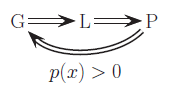 G ⟹ L ⟹ P
p(x) > 0